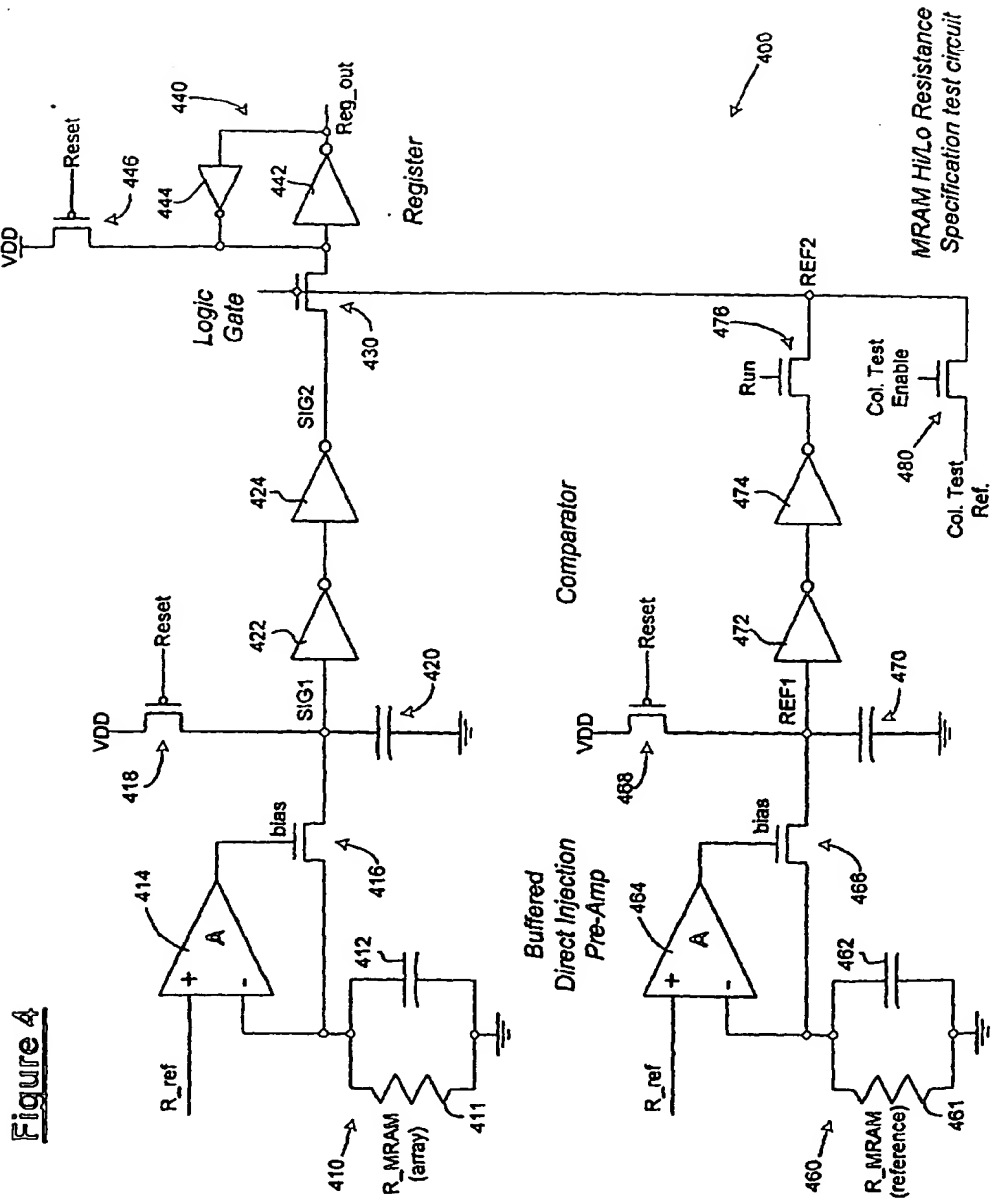 Figure 4
R_ref
414
A
+
-
bias
416
412
410
R_MRAM
(array)
411
VDD
418
Reset
SIG1
420
422
424
SIG2
Logic
Gate
430
VDD
Reset
446
444
440
442
Reg_out
Register
Buffered
Direct Injection
Pre-Amp
Comparator
R_ref
464
A
+
-
bias
466
462
460
R_MRAM
(reference)
461
VDD
468
Reset
REF1
470
472
474
Run
476
REF2
480
Col. Test
Enable
Col. Test
Ref.
400
MRAM Hi/Lo Resistance
Specification test circuit